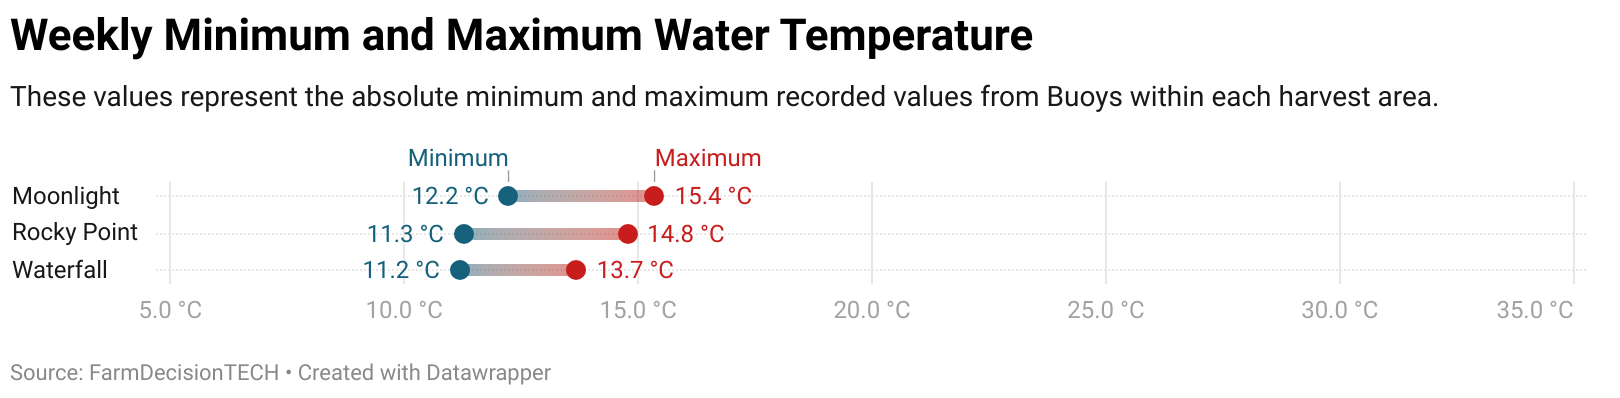 Weekly Minimum and Maximum Water Temperature
These values represent the absolute minimum and maximum recorded values from Buoys within each harvest area.
Minimum Maximum
Moonlight 12.2 °C 15.4 °C
Rocky Point 11.3 °C 14.8 °C
Waterfall 11.2 °C 13.7 °C
5.0 °C 10.0 °C 15.0 °C 20.0 °C 25.0 °C 30.0 °C 35.0 °C
Source: FarmDecisionTECH • Created with Datawrapper